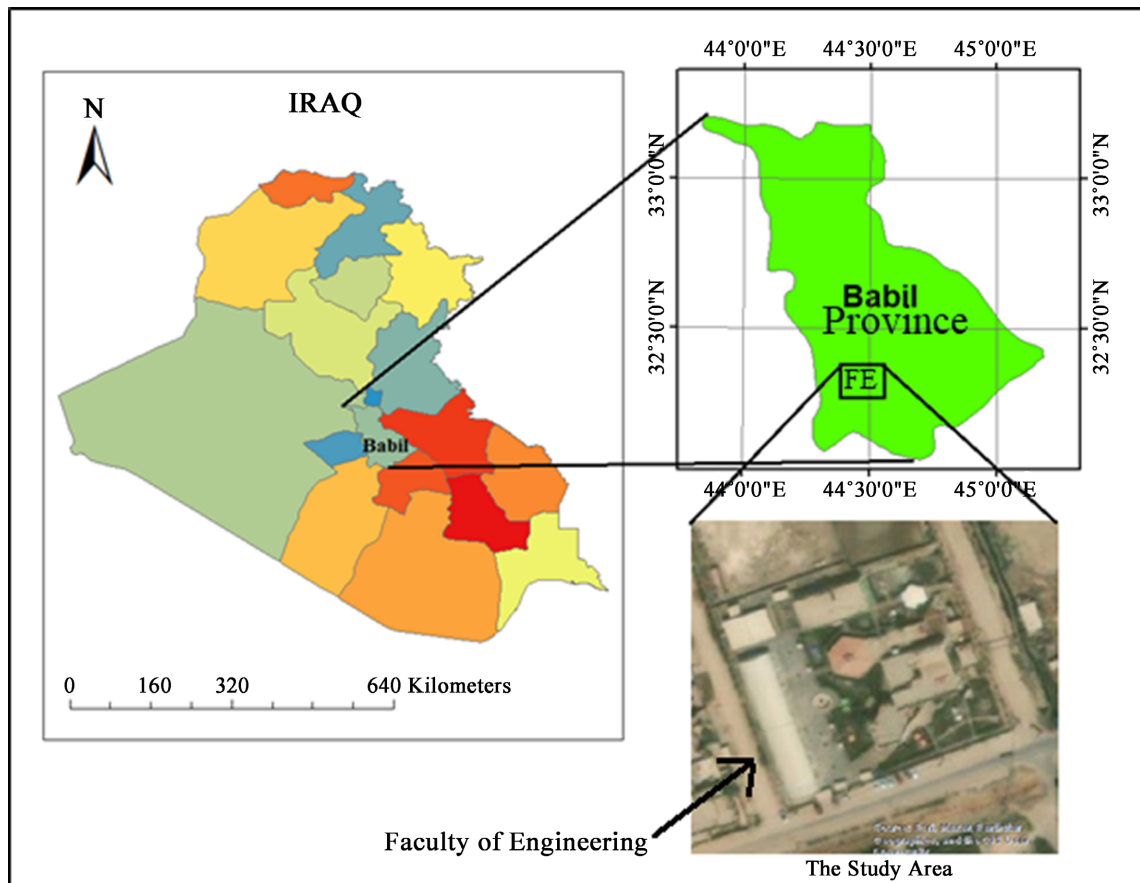 IRAQ
N
Babil
0 160 320 640 Kilometers
44°0'0"E 44°30'0"E 45°0'0"E
33°0'0"N
33°0'0"N
32°30'0"N
32°30'0"N
Babil
Province
FE
44°0'0"E 44°30'0"E 45°0'0"E
Faculty of Engineering
The Study Area